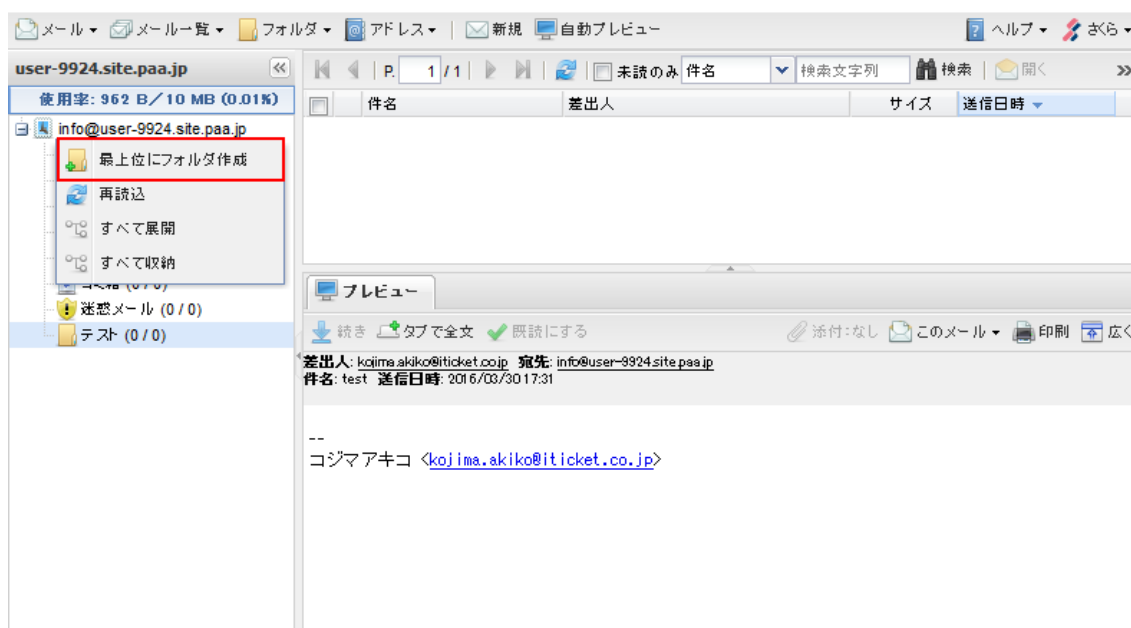 メール メール一覧 フォルダ アドレス | 新規 自動プレビュー ヘルプ さくら
user-9924.site.paa.jp P. 1 / 1 未読のみ 件名 検索文字列 検索 開く
使用率: 962 B/10 MB (0.01%) 件名 差出人 サイズ 送信日時
info@user-9924.site.paa.jp
最上位にフォルダ作成
再読込
すべて展開
すべて収納
ゴミ箱 (0 / 0)
迷惑メール (0 / 0)
テスト (0 / 0)
プレビュー
続き タブで全文 既読にする 添付:なし このメール 印刷 広く
差出人: kojima.akiko@iticket.co.jp 宛先: info@user-9924.site.paa.jp
件名: test 送信日時: 2016/03/30 17:31
--
コジマアキコ <kojima.akiko@iticket.co.jp>